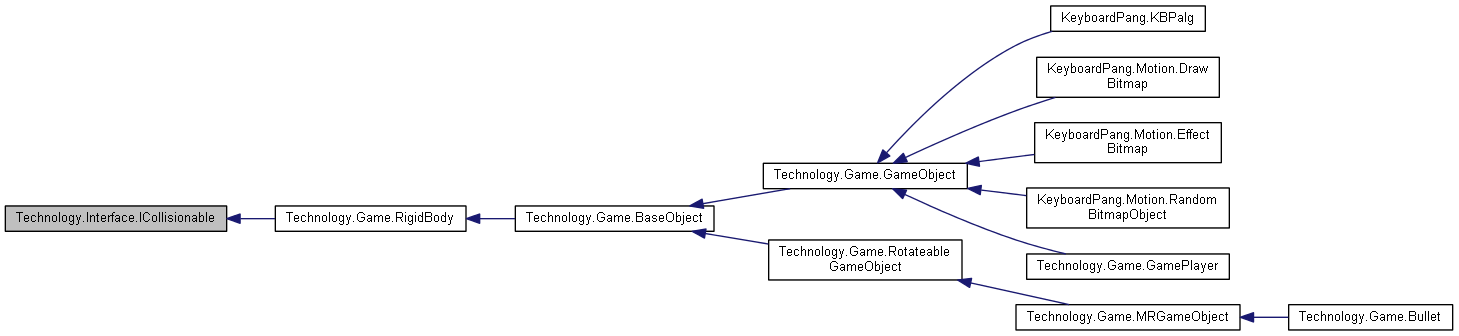 KeyboardPang.KBPalg
KeyboardPang.Motion.Draw
Bitmap
KeyboardPang.Motion.Effect
Bitmap
Technology.Game.GameObject
KeyboardPang.Motion.Random
BitmapObject
Technology.Interface.ICollisionable
Technology.Game.RigidBody
Technology.Game.BaseObject
Technology.Game.Rotateable
GameObject
Technology.Game.GamePlayer
Technology.Game.MRGameObject
Technology.Game.Bullet